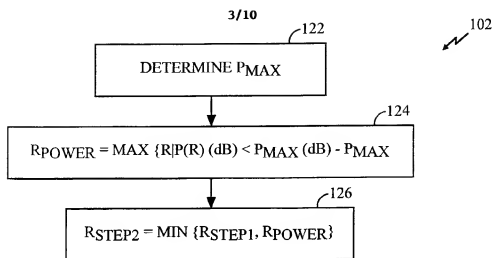 3/10
122
102
DETERMINE PMAX
124
RPOWER = MAX {R|P(R) (dB) < PMAX (dB) - PMAX
126
RSTEP2 = MIN {RSTEP1, RPOWER}